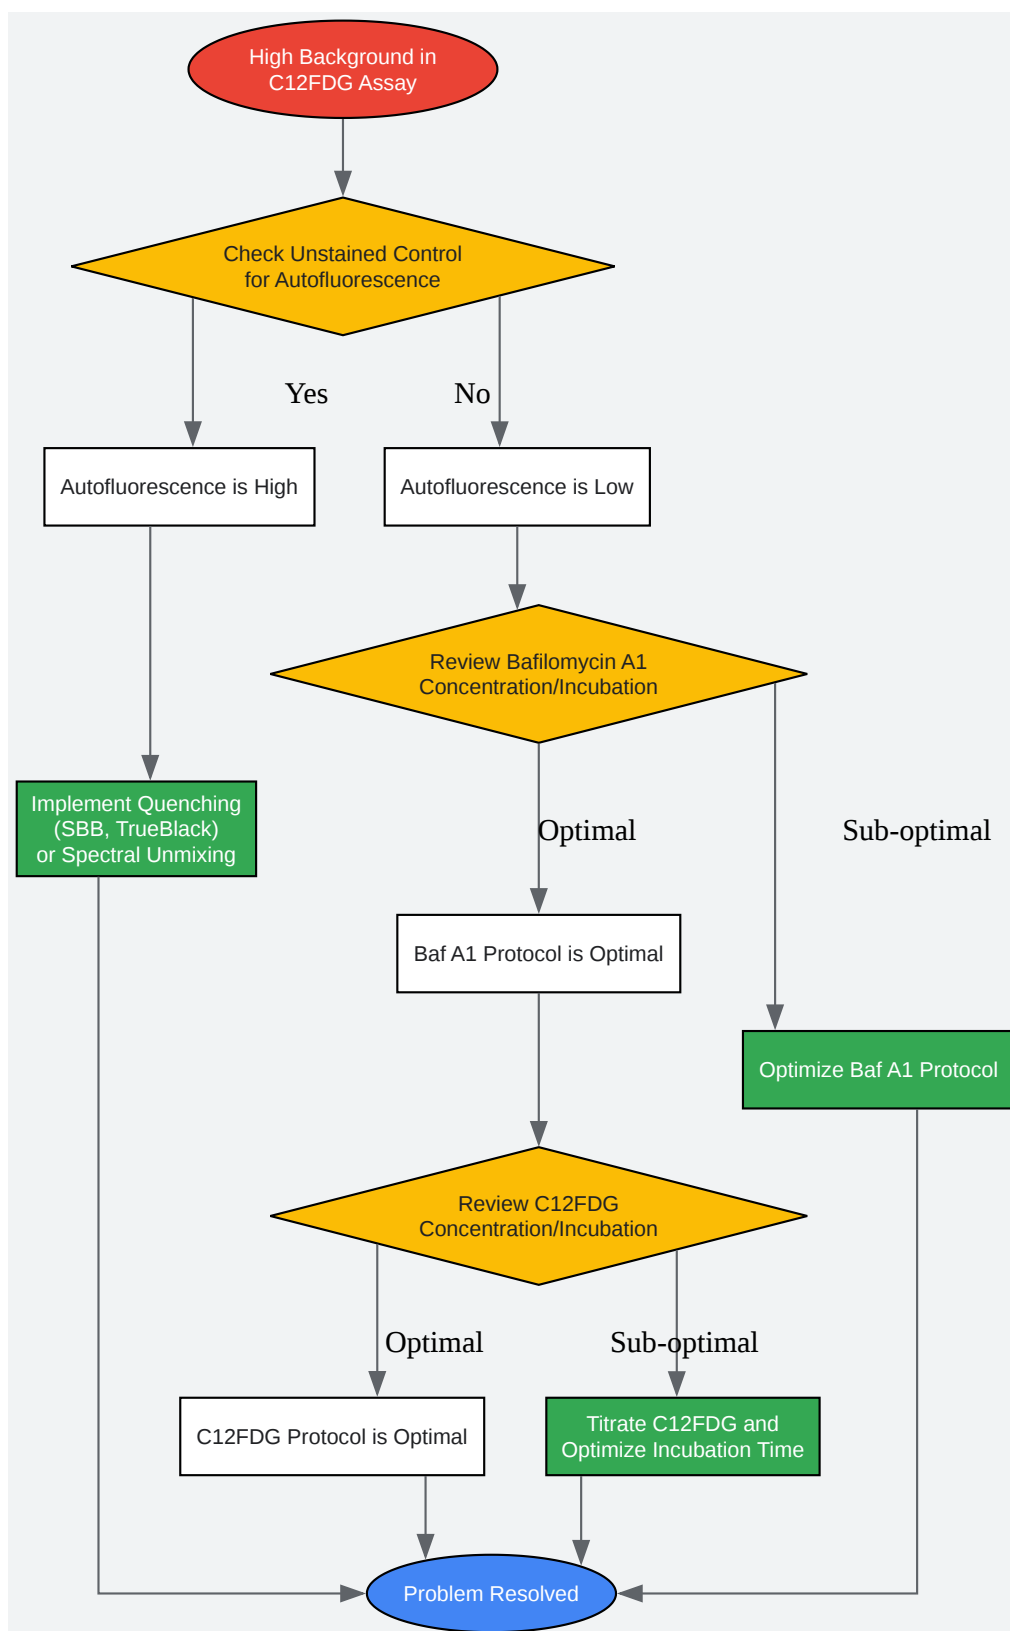 High Background in
C12FDG Assay
Check Unstained Control
for Autofluorescence
Yes
No
Autofluorescence is High
Autofluorescence is Low
Review Bafilomycin A1
Concentration/Incubation
Implement Quenching
(SBB, TrueBlack)
or Spectral Unmixing
Optimal
Sub-optimal
Baf A1 Protocol is Optimal
Optimize Baf A1 Protocol
Review C12FDG
Concentration/Incubation
Optimal
Sub-optimal
C12FDG Protocol is Optimal
Titrate C12FDG and
Optimize Incubation Time
Problem Resolved